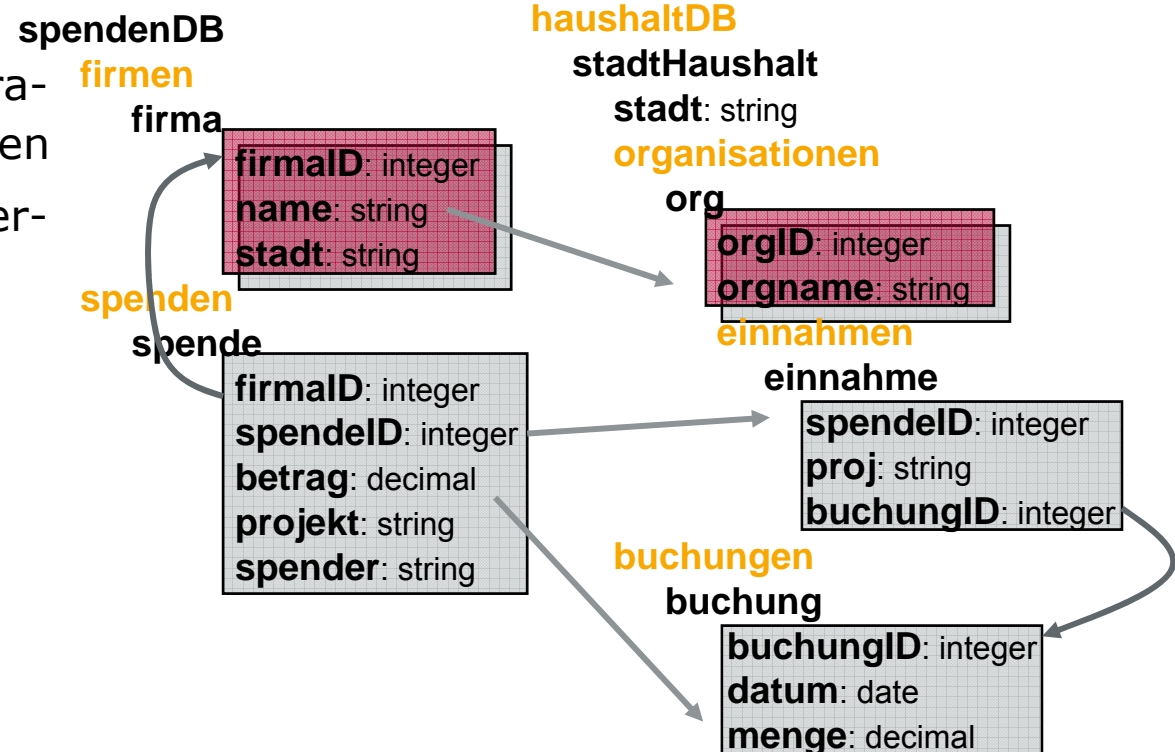 spendenDB
ra-
en
er-
firmen
firma
firmaID: integer
name: string
stadt: string
spenden
spende
firmaID: integer
spendeID: integer
betrag: decimal
projekt: string
spender: string
haushaltDB
stadtHaushalt
stadt: string
organisationen
org
orgID: integer
orgname: string
einnahmen
einnahme
spendeID: integer
proj: string
buchungID: integer
buchungen
buchung
buchungID: integer
datum: date
menge: decimal